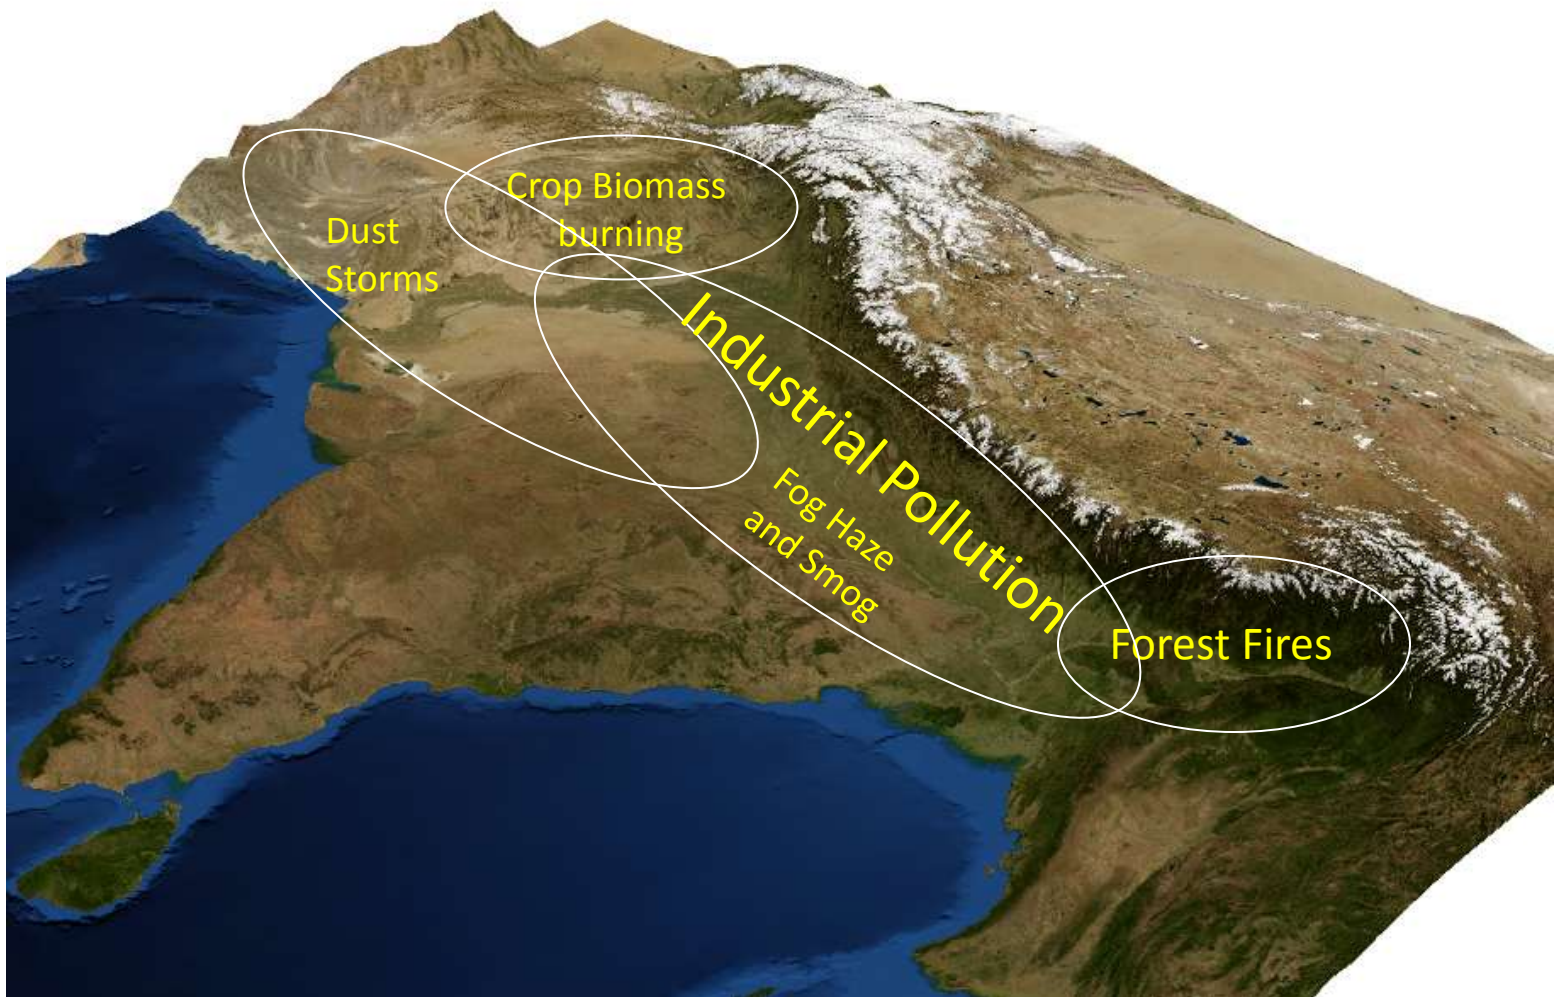 Crop Biomass
burning
Dust
Storms
Industrial Pollution
Fog Haze
and Smog
Forest Fires